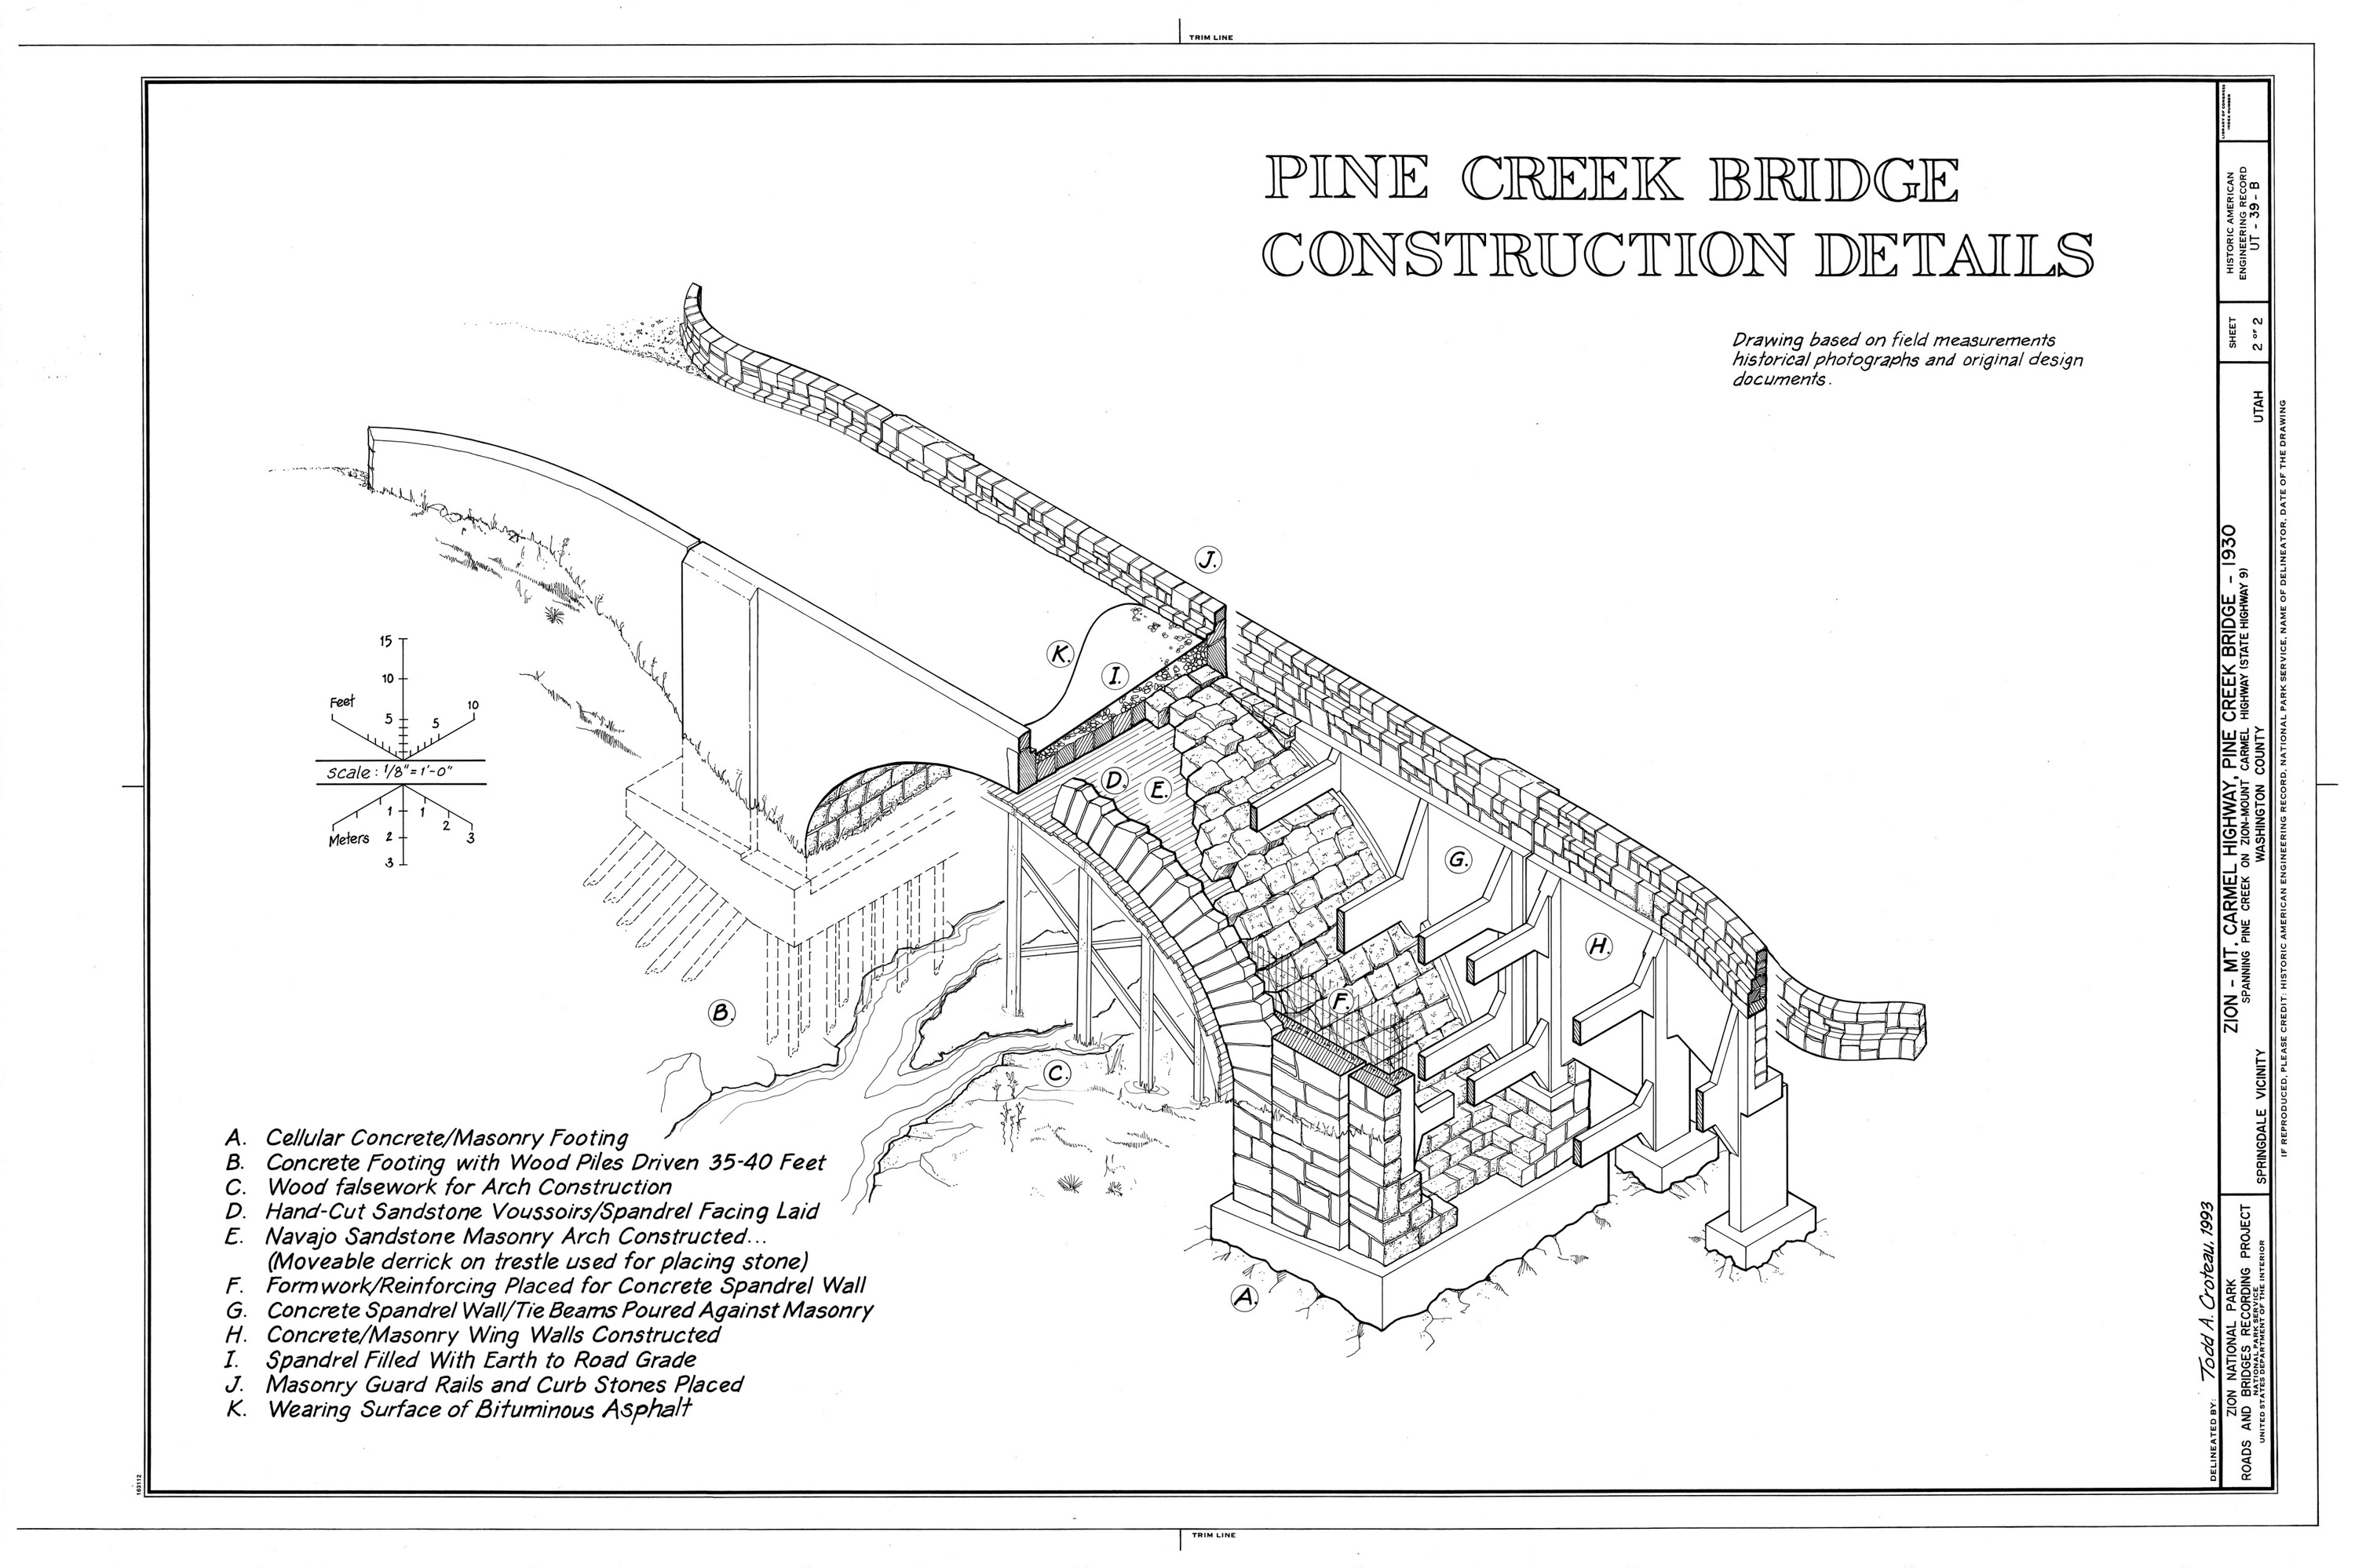 TRIM LINE
PINE CREEK BRIDGE
CONSTRUCTION DETAILS
Drawing based on field measurements
historical photographs and original design
documents.
J.
K.
I.
D.
E.
G.
H.
F.
B.
C.
A.
15
10
Feet
5
5
10
scale: 1/8"=1'-0"
1
1
2
Meters
2
3
3
A. Cellular Concrete/Masonry Footing
B. Concrete Footing with Wood Piles Driven 35-40 Feet
C. Wood falsework for Arch Construction
D. Hand-Cut Sandstone Voussoirs/Spandrel Facing Laid
E. Navajo Sandstone Masonry Arch Constructed...
(Moveable derrick on trestle used for placing stone)
F. Formwork/Reinforcing Placed for Concrete Spandrel Wall
G. Concrete Spandrel Wall/Tie Beams Poured Against Masonry
H. Concrete/Masonry Wing Walls Constructed
I. Spandrel Filled With Earth to Road Grade
J. Masonry Guard Rails and Curb Stones Placed
K. Wearing Surface of Bituminous Asphalt
163112
LIBRARY OF CONGRESS
INDEX NUMBER
HISTORIC AMERICAN
ENGINEERING RECORD
UT - 39 - B
SHEET
2 OF 2
ZION - MT. CARMEL HIGHWAY, PINE CREEK BRIDGE - 1930
SPANNING PINE CREEK ON ZION-MOUNT CARMEL HIGHWAY (STATE HIGHWAY 9)
SPRINGDALE VICINITY
WASHINGTON COUNTY
UTAH
DELINEATED BY: Todd A. Croteau, 1993
ZION NATIONAL PARK
ROADS AND BRIDGES RECORDING PROJECT
NATIONAL PARK SERVICE
UNITED STATES DEPARTMENT OF THE INTERIOR
IF REPRODUCED, PLEASE CREDIT: HISTORIC AMERICAN ENGINEERING RECORD, NATIONAL PARK SERVICE, NAME OF DELINEATOR, DATE OF THE DRAWING
TRIM LINE